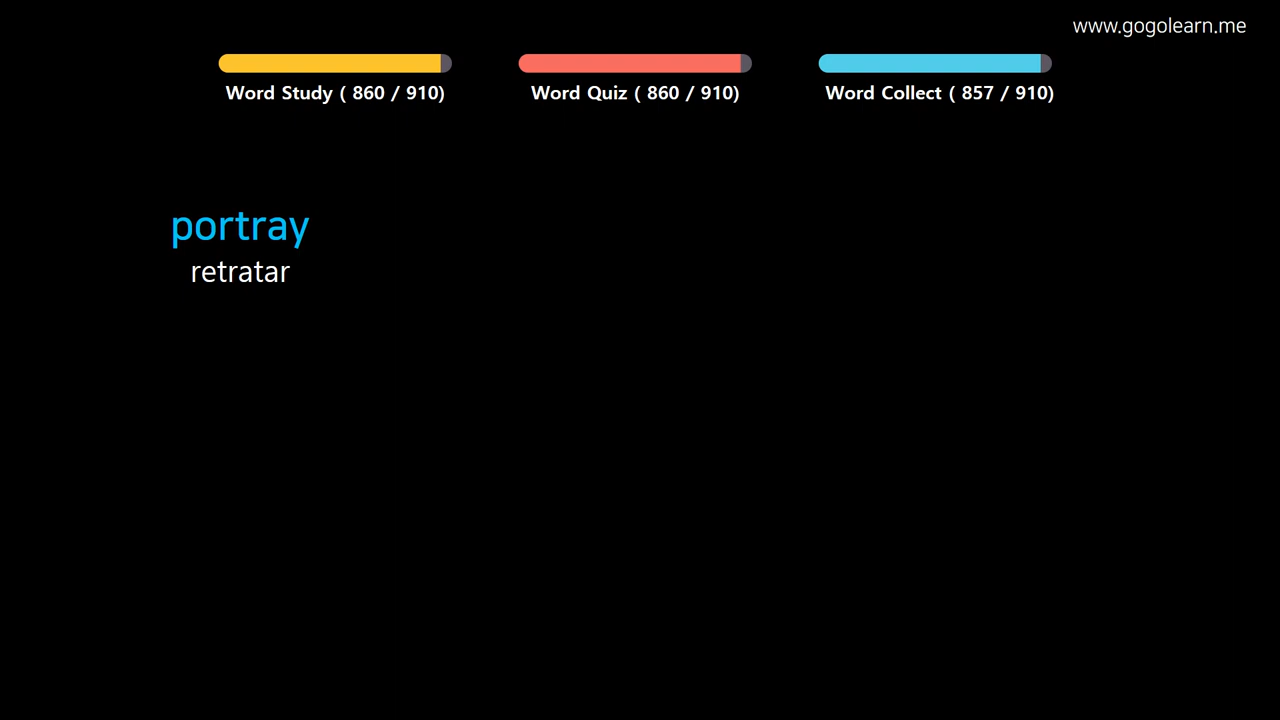 www.gogolearn.me
Word Study ( 860 / 910)
Word Quiz ( 860 / 910)
Word Collect ( 857 / 910)
portray
retratar